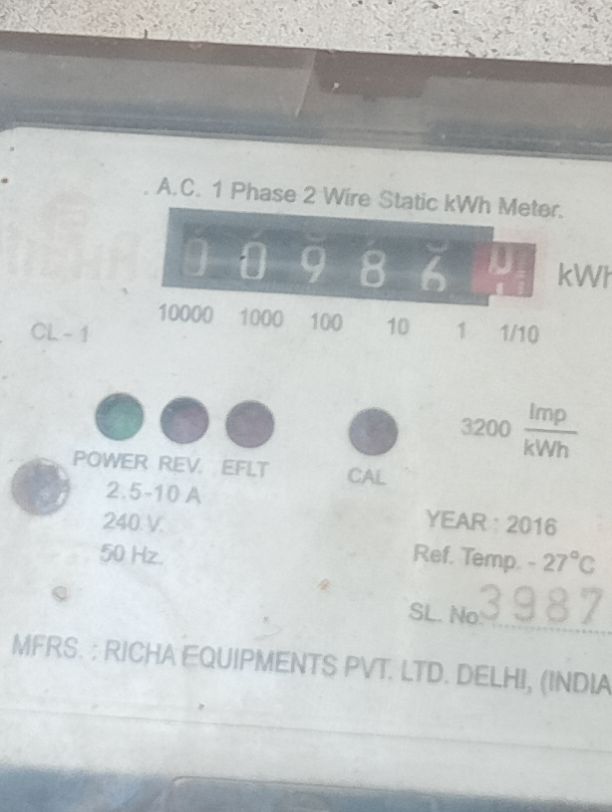 A.C. 1 Phase 2 Wire Static kWh Meter.
0 0 9 8 6 kWh
10000 1000 100 10 1 1/10
CL - 1
3200 Imp/kWh
POWER REV. EFLT CAL
2.5-10 A
240 V.
50 Hz.
YEAR : 2016
Ref. Temp. - 27°C
SL. No. 3987
MFRS. : RICHA EQUIPMENTS PVT. LTD. DELHI, (INDIA